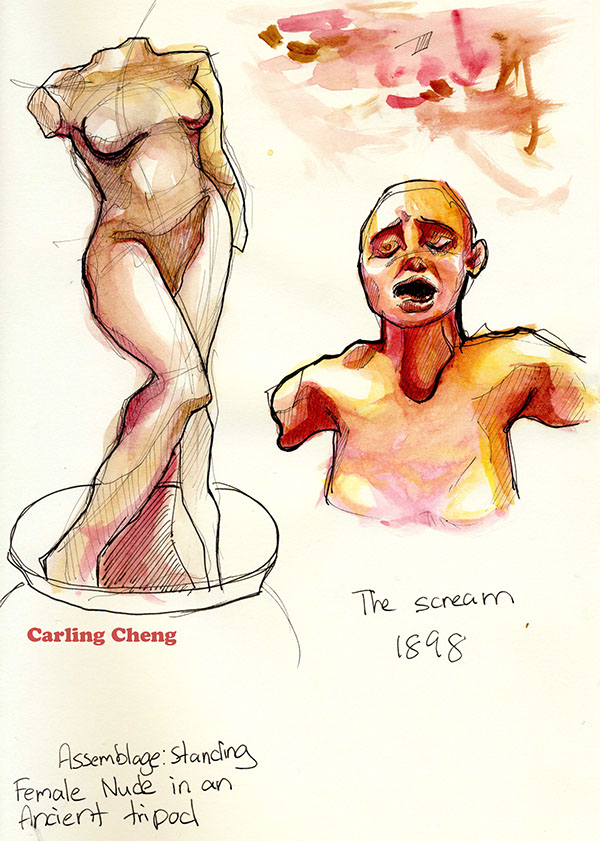 Carling Cheng
The scream
1898
Assemblage: standing
Female Nude in an
Ancient tripod